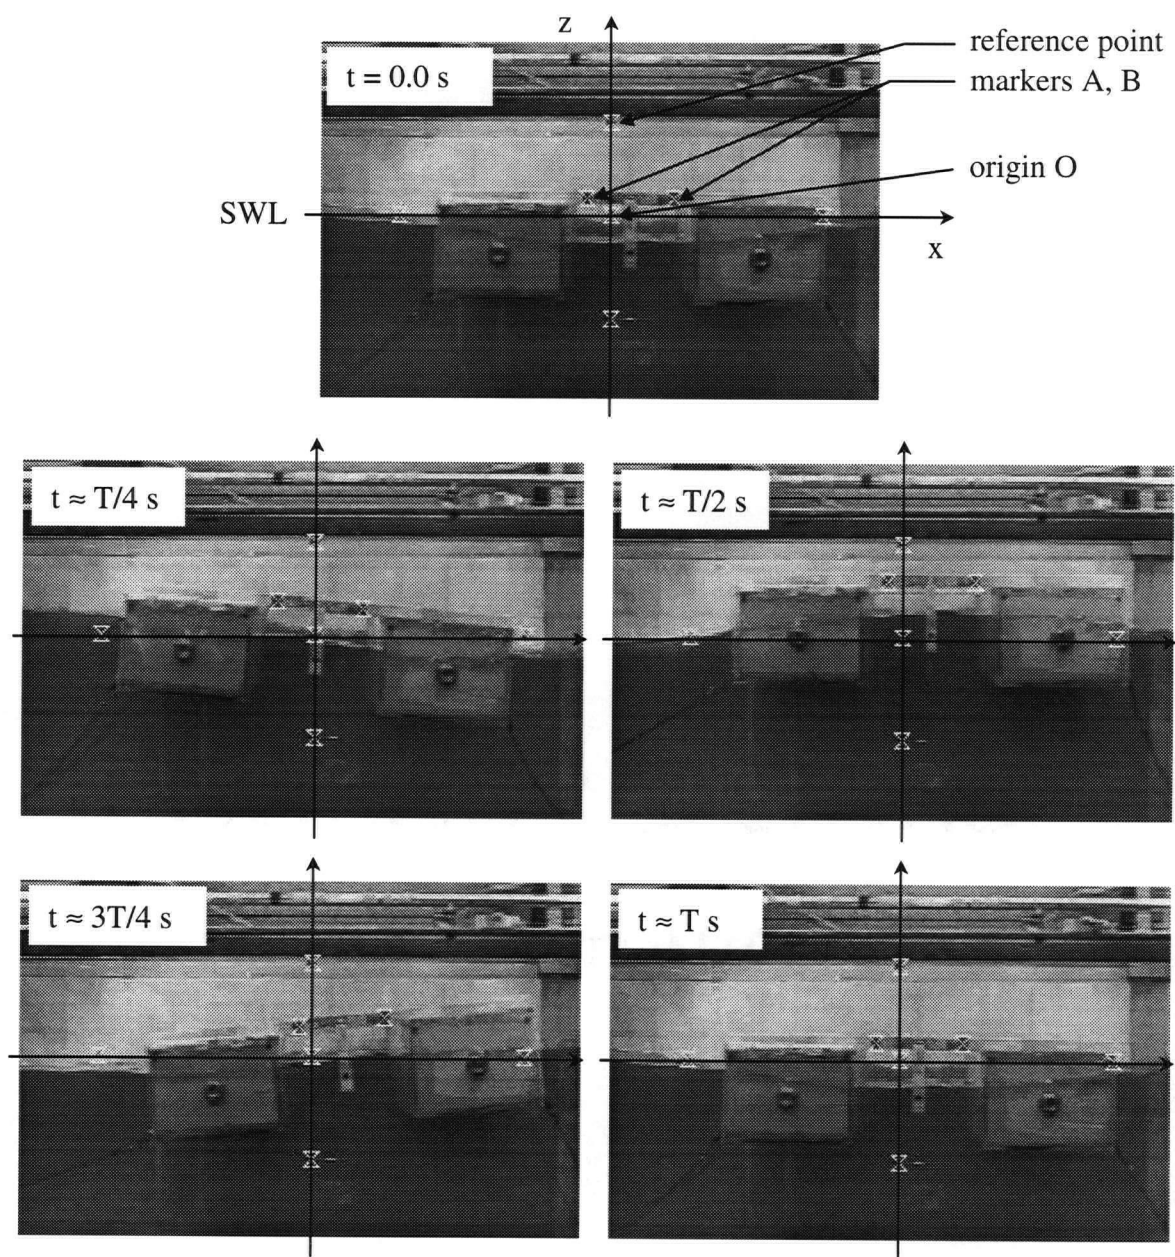 z
reference point
t = 0.0 s
markers A, B
origin O
SWL
x
t ≈ T/4 s
t ≈ T/2 s
t ≈ 3T/4 s
t ≈ T s